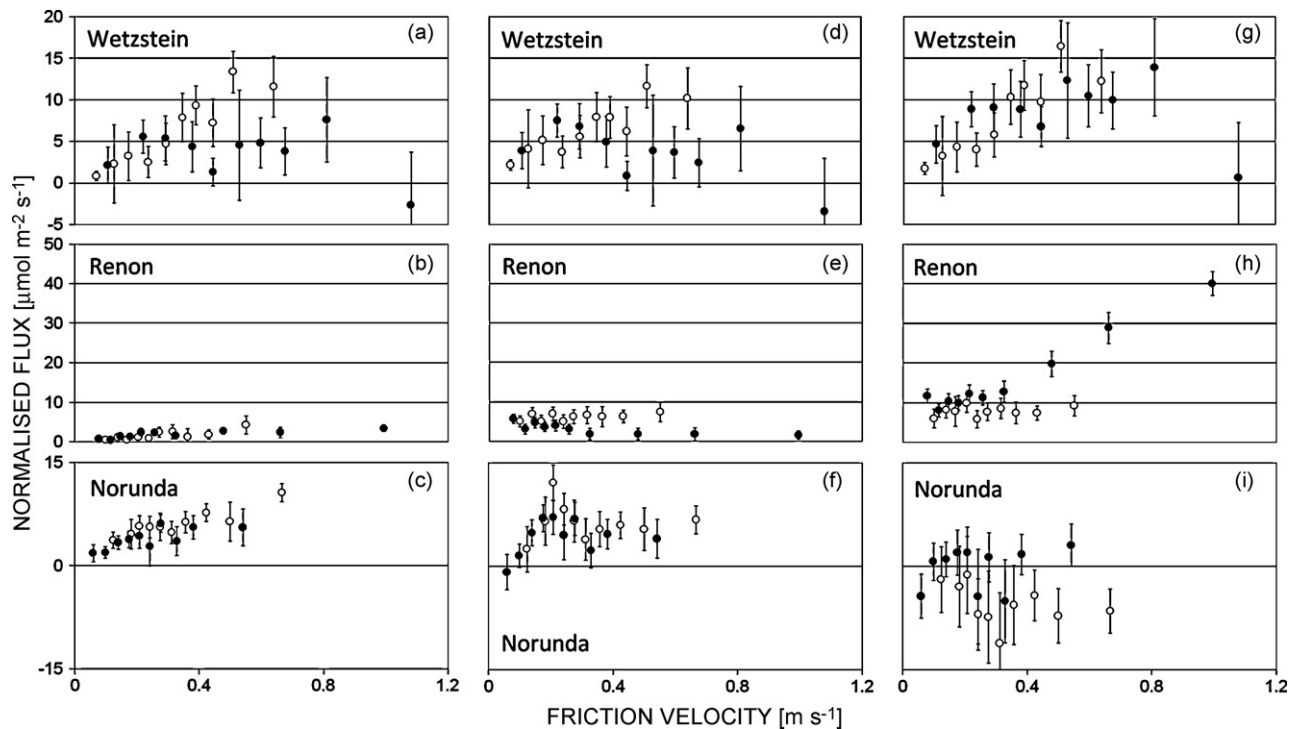 20
15
10
5
0
-5
Wetzstein
(a)
Wetzstein
(d)
Wetzstein
(g)
50
40
30
20
10
0
Renon
(b)
Renon
(e)
Renon
(h)
15
0
-15
Norunda
(c)
Norunda
(f)
Norunda
(i)
0 0.4 0.8 1.2
0 0.4 0.8 1.2
0 0.4 0.8 1.2
NORMALISED FLUX [µmol m-2 s-1]
FRICTION VELOCITY [m s-1]